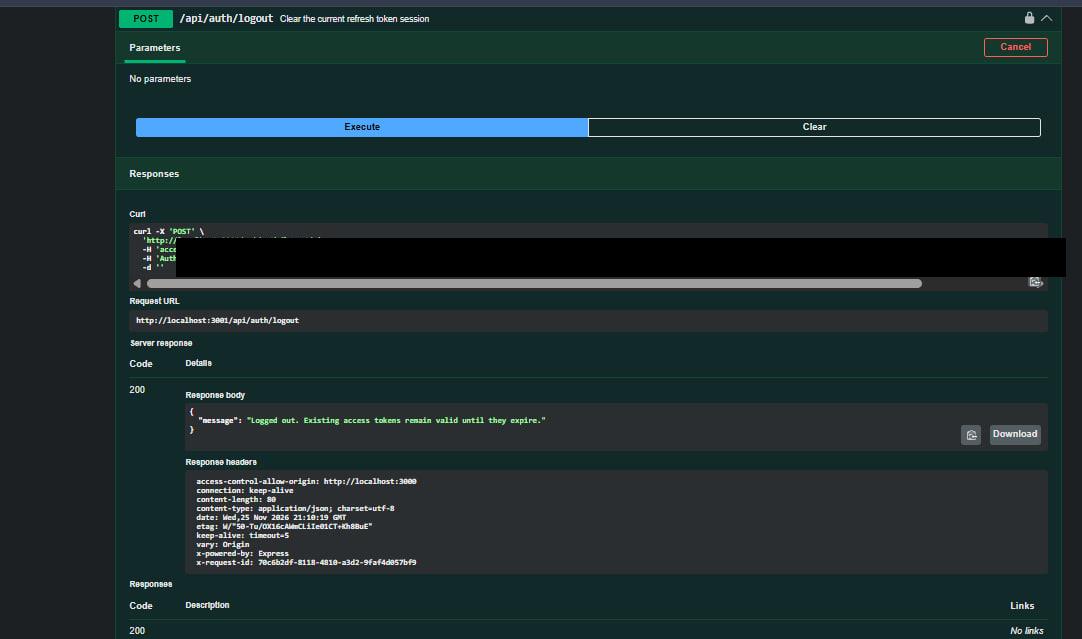 POST /api/auth/logout Clear the current refresh token session
Parameters
Cancel
No parameters
Execute
Clear
Responses
Curl
curl -X 'POST' \
'http://
-H 'acce
-H 'Auth
-d ''
Request URL
http://localhost:3001/api/auth/logout
Server response
Code Details
200
Response body
{
"message": "Logged out. Existing access tokens remain valid until they expire."
}
Download
Response headers
access-control-allow-origin: http://localhost:3000
connection: keep-alive
content-length: 80
content-type: application/json; charset=utf-8
date: Wed,25 Nov 2026 21:10:19 GMT
etag: W/"50-Tu/OX16cAWmCLiIe01CT+Kh8BuE"
keep-alive: timeout=5
vary: Origin
x-powered-by: Express
x-request-id: 70c6b2df-8118-4810-a3d2-9faf4d057bf9
Responses
Code Description Links
200 No links